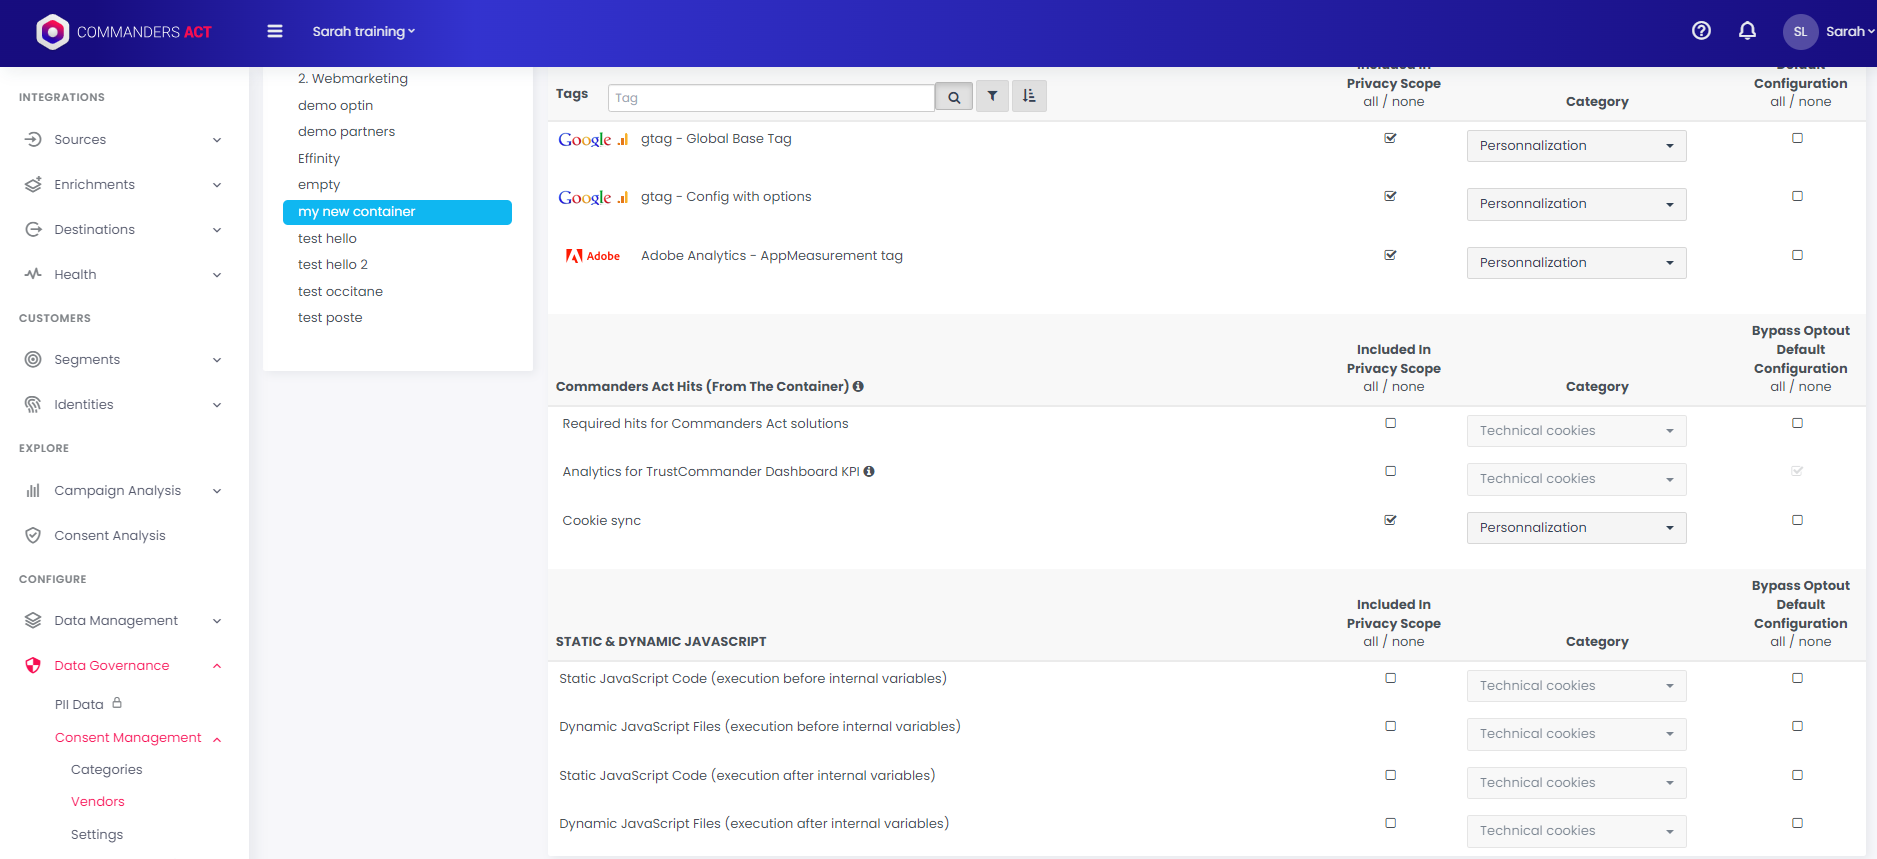 COMMANDERS ACT
Sarah training
SL
Sarah
INTEGRATIONS
Sources
Enrichments
Destinations
Health
CUSTOMERS
Segments
Identities
EXPLORE
Campaign Analysis
Consent Analysis
CONFIGURE
Data Management
Data Governance
PII Data
Consent Management
Categories
Vendors
Settings
2. Webmarketing
demo optin
demo partners
Effinity
empty
my new container
test hello
test hello 2
test occitane
test poste
Tags
Tag
Included In
Privacy Scope
all / none
Category
Default
Configuration
all / none
Google gtag - Global Base Tag
Personnalization
Google gtag - Config with options
Personnalization
Adobe Adobe Analytics - AppMeasurement tag
Personnalization
Commanders Act Hits (From The Container)
Included In
Privacy Scope
all / none
Category
Bypass Optout
Default
Configuration
all / none
Required hits for Commanders Act solutions
Technical cookies
Analytics for TrustCommander Dashboard KPI
Technical cookies
Cookie sync
Personnalization
STATIC & DYNAMIC JAVASCRIPT
Included In
Privacy Scope
all / none
Category
Bypass Optout
Default
Configuration
all / none
Static JavaScript Code (execution before internal variables)
Technical cookies
Dynamic JavaScript Files (execution before internal variables)
Technical cookies
Static JavaScript Code (execution after internal variables)
Technical cookies
Dynamic JavaScript Files (execution after internal variables)
Technical cookies